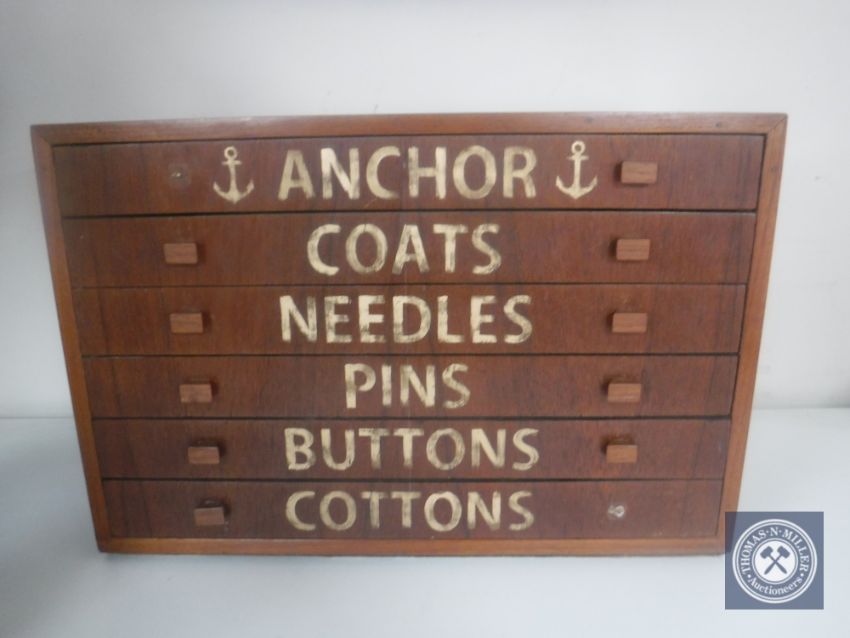 ANCHOR
COATS
NEEDLES
PINS
BUTTONS
COTTONS
THOMAS·N·MILLER
Auctioneers